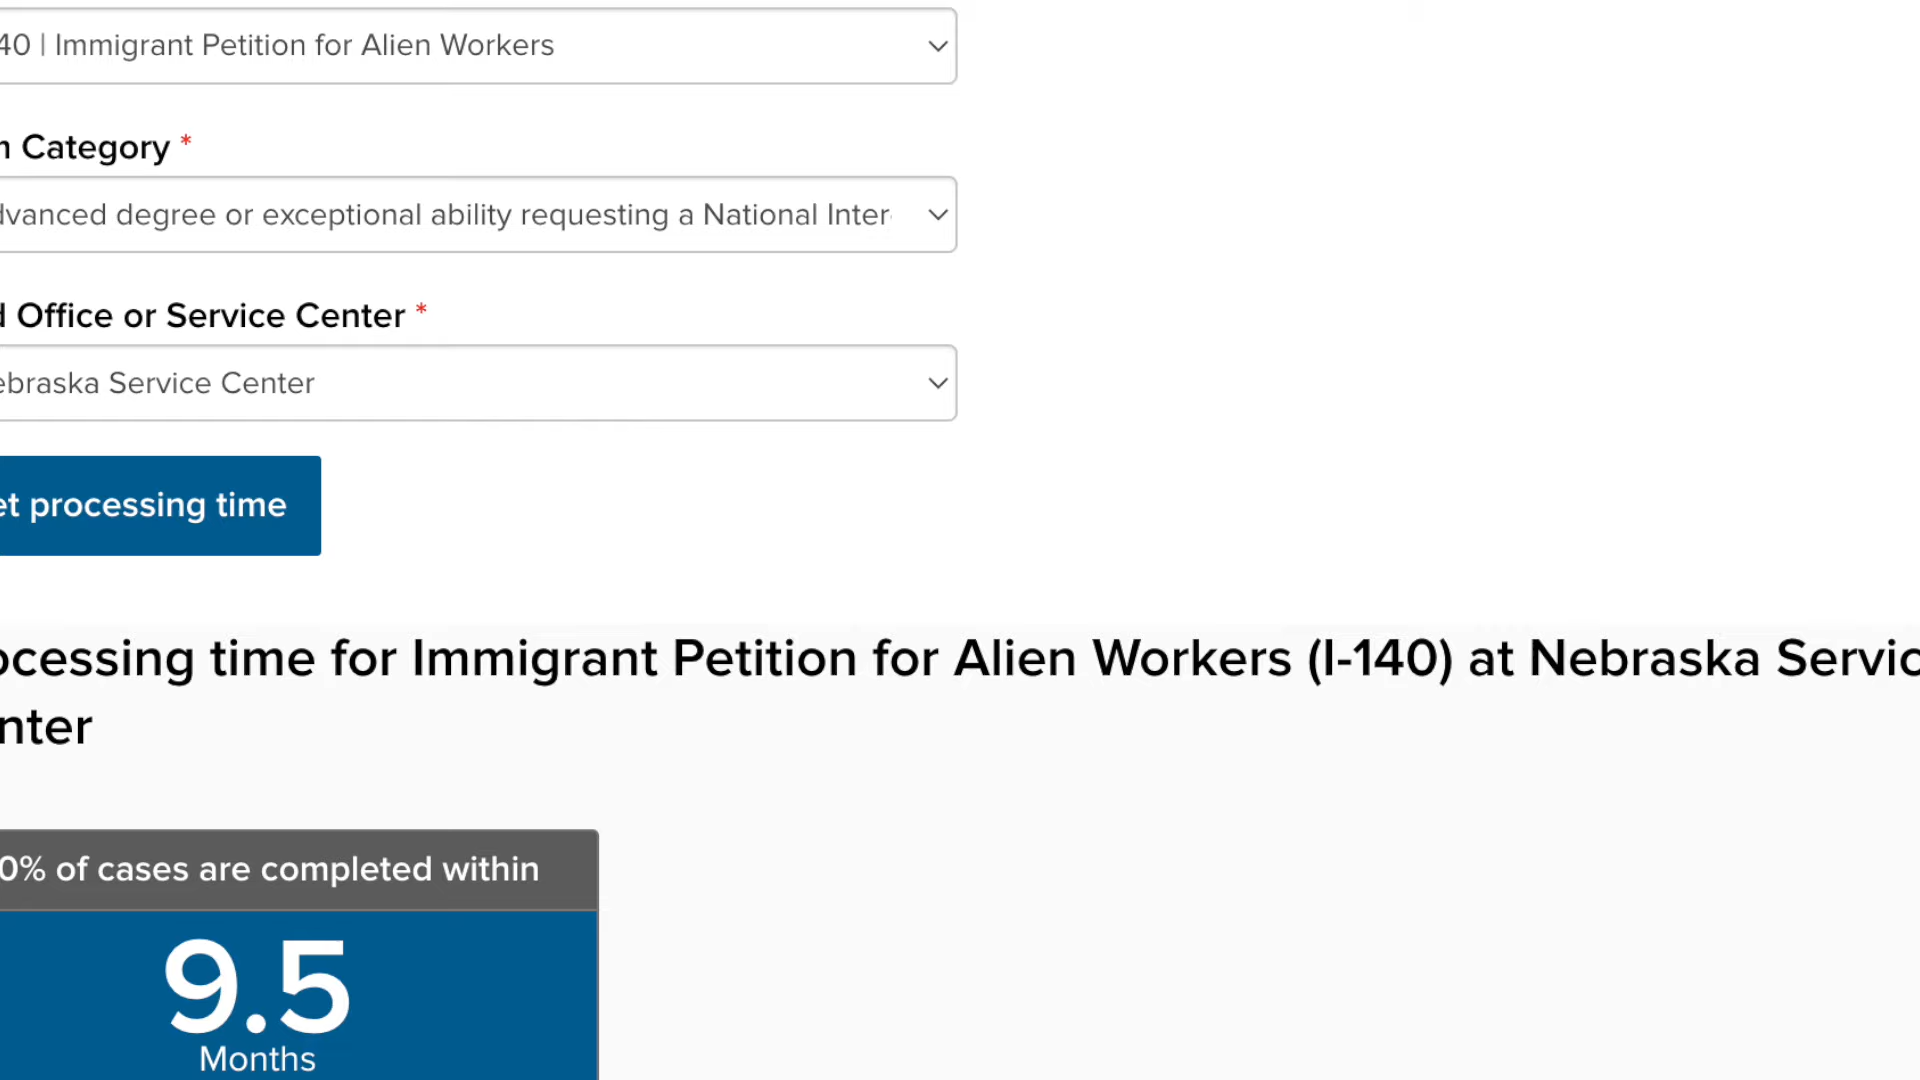 40 | Immigrant Petition for Alien Workers
Category *
dvanced degree or exceptional ability requesting a National Inter
Office or Service Center *
ebraska Service Center
et processing time
ocessing time for Immigrant Petition for Alien Workers (I-140) at Nebraska Servic
nter
0% of cases are completed within
9.5
Months